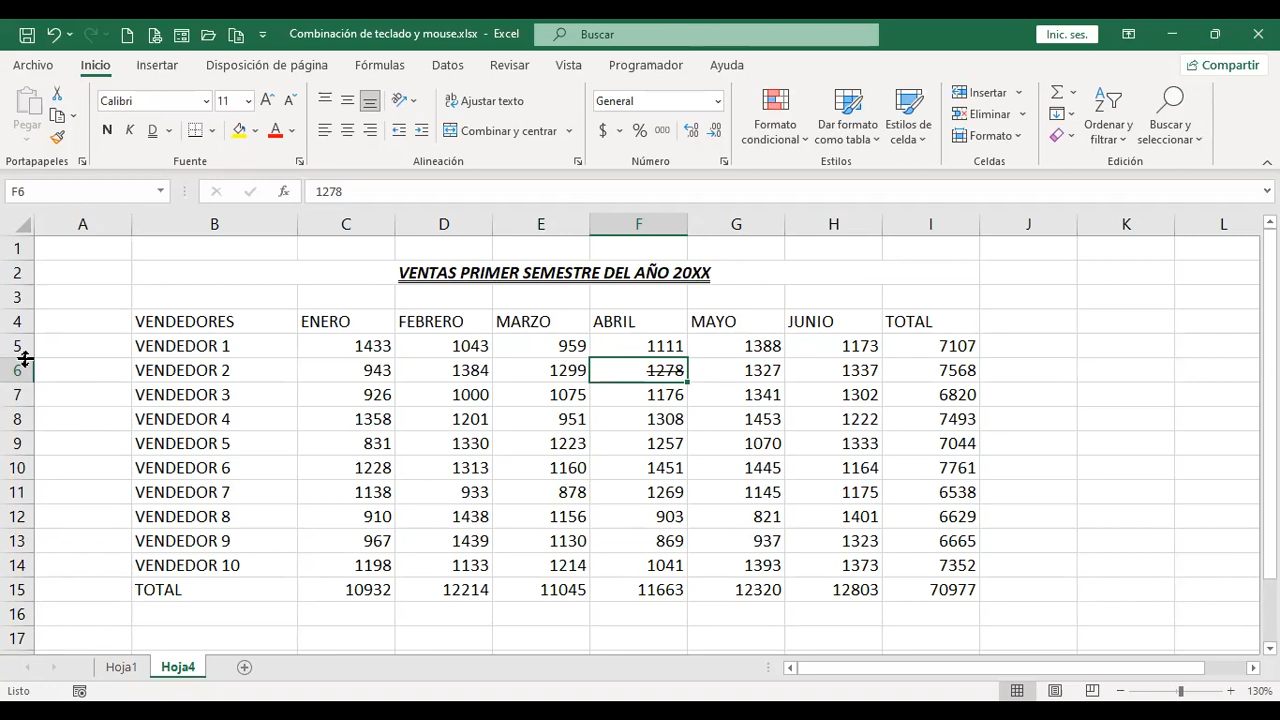 Combinación de teclado y mouse.xlsx - Excel
Buscar
Inic. ses.
Archivo Inicio Insertar Disposición de página Fórmulas Datos Revisar Vista Programador Ayuda Compartir
Pegar
Calibri 11
N K D
Ajustar texto
Combinar y centrar
General
$ % 000
Formato condicional
Dar formato como tabla
Estilos de celda
Insertar
Eliminar
Formato
Ordenar y filtrar
Buscar y seleccionar
Portapapeles Fuente Alineación Número Estilos Celdas Edición
F6 fx 1278
A B C D E F G H I J K L
1
2 VENTAS PRIMER SEMESTRE DEL AÑO 20XX
3
4 VENDEDORES ENERO FEBRERO MARZO ABRIL MAYO JUNIO TOTAL
5 VENDEDOR 1 1433 1043 959 1111 1388 1173 7107
6 VENDEDOR 2 943 1384 1299 1278 1327 1337 7568
7 VENDEDOR 3 926 1000 1075 1176 1341 1302 6820
8 VENDEDOR 4 1358 1201 951 1308 1453 1222 7493
9 VENDEDOR 5 831 1330 1223 1257 1070 1333 7044
10 VENDEDOR 6 1228 1313 1160 1451 1445 1164 7761
11 VENDEDOR 7 1138 933 878 1269 1145 1175 6538
12 VENDEDOR 8 910 1438 1156 903 821 1401 6629
13 VENDEDOR 9 967 1439 1130 869 937 1323 6665
14 VENDEDOR 10 1198 1133 1214 1041 1393 1373 7352
15 TOTAL 10932 12214 11045 11663 12320 12803 70977
16
17
Hoja1 Hoja4
Listo 130%